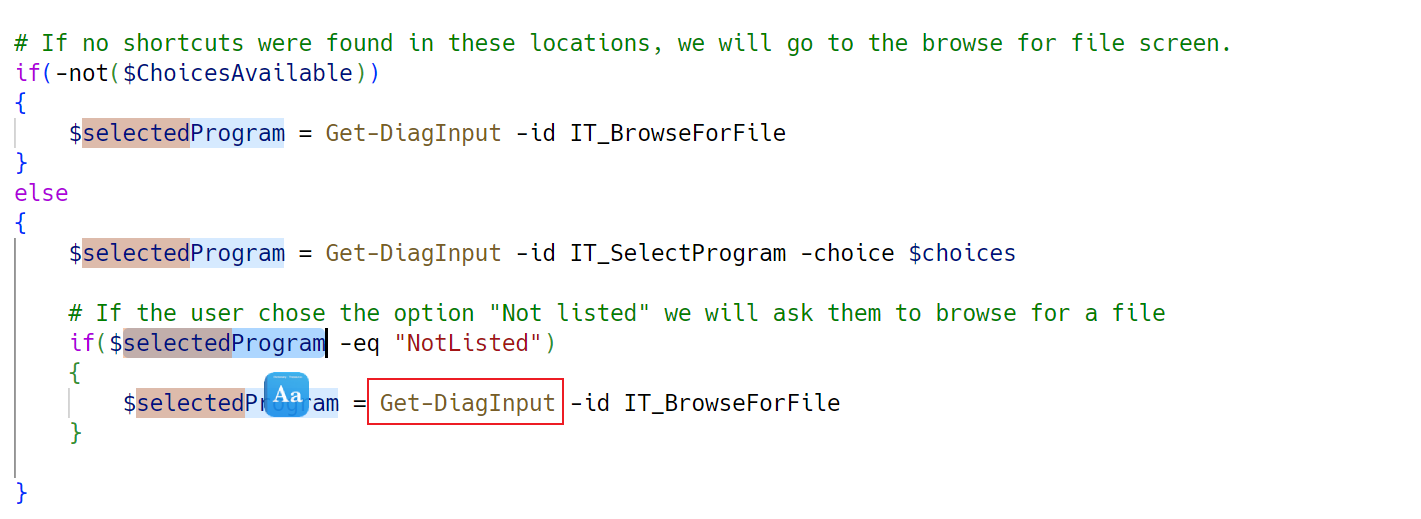 # If no shortcuts were found in these locations, we will go to the browse for file screen.
if(-not($ChoicesAvailable))
{
    $selectedProgram = Get-DiagInput -id IT_BrowseForFile
}
else
{
    $selectedProgram = Get-DiagInput -id IT_SelectProgram -choice $choices
    # If the user chose the option "Not listed" we will ask them to browse for a file
    if($selectedProgram -eq "NotListed")
    {
        $selectedProgram = Get-DiagInput -id IT_BrowseForFile
    }
}
Aa